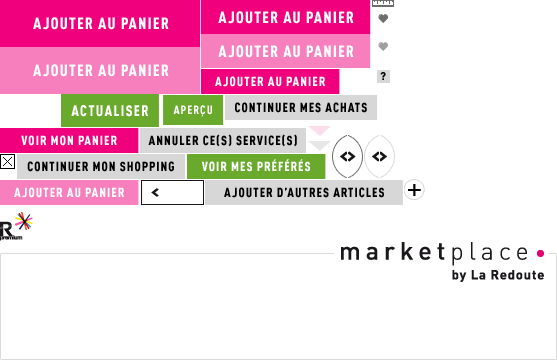 AJOUTER AU PANIER
AJOUTER AU PANIER
AJOUTER AU PANIER
AJOUTER AU PANIER
AJOUTER AU PANIER
?
ACTUALISER
APERÇU
CONTINUER MES ACHATS
VOIR MON PANIER
ANNULER CE(S) SERVICE(S)
CONTINUER MON SHOPPING
VOIR MES PRÉFÉRÉS
AJOUTER AU PANIER
AJOUTER D'AUTRES ARTICLES
R
premium
marketplace
by La Redoute